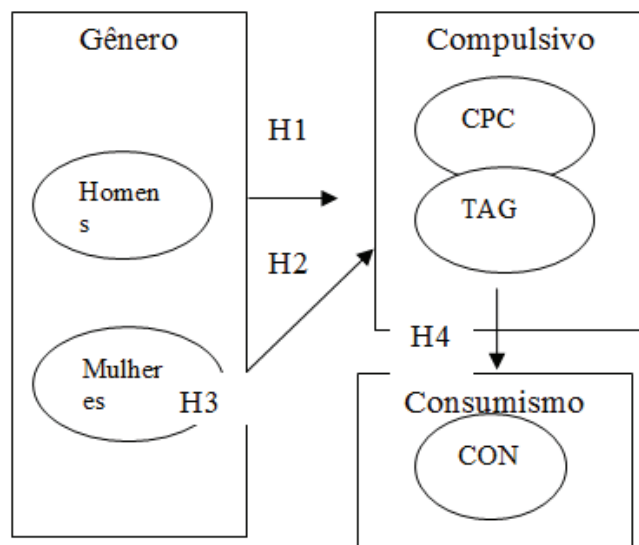 Gênero
Compulsivo
CPC
H1
Homen
s
TAG
H2
H4
Mulher
es
H3
Consumismo
CON